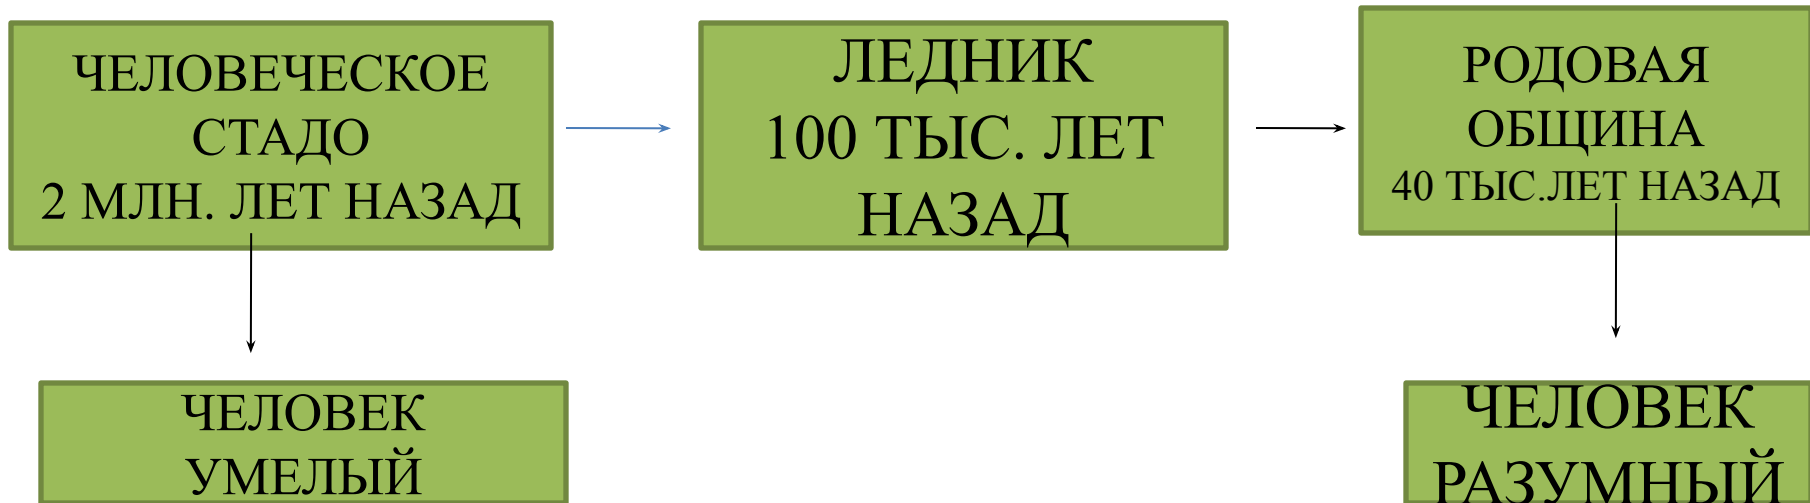 ЧЕЛОВЕЧЕСКОЕ
СТАДО
2 МЛН. ЛЕТ НАЗАД
ЛЕДНИК
100 ТЫС. ЛЕТ
НАЗАД
РОДОВАЯ
ОБЩИНА
40 ТЫС.ЛЕТ НАЗАД
ЧЕЛОВЕК
УМЕЛЫЙ
ЧЕЛОВЕК
РАЗУМНЫЙ